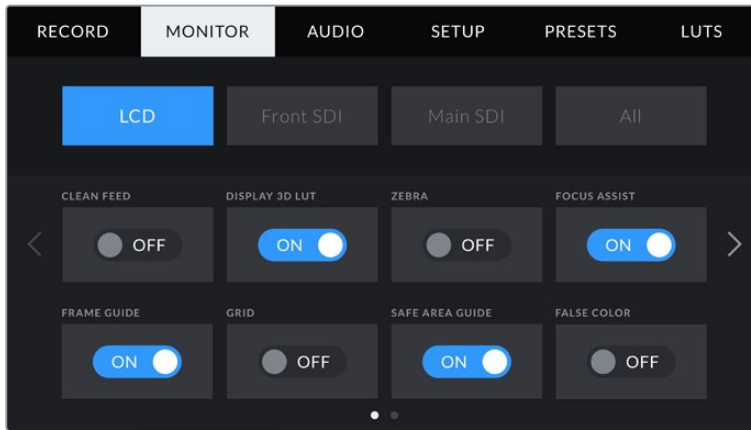 RECORD MONITOR AUDIO SETUP PRESETS LUTS
LCD Front SDI Main SDI All
CLEAN FEED DISPLAY 3D LUT ZEBRA FOCUS ASSIST
OFF ON OFF ON
FRAME GUIDE GRID SAFE AREA GUIDE FALSE COLOR
ON OFF ON OFF